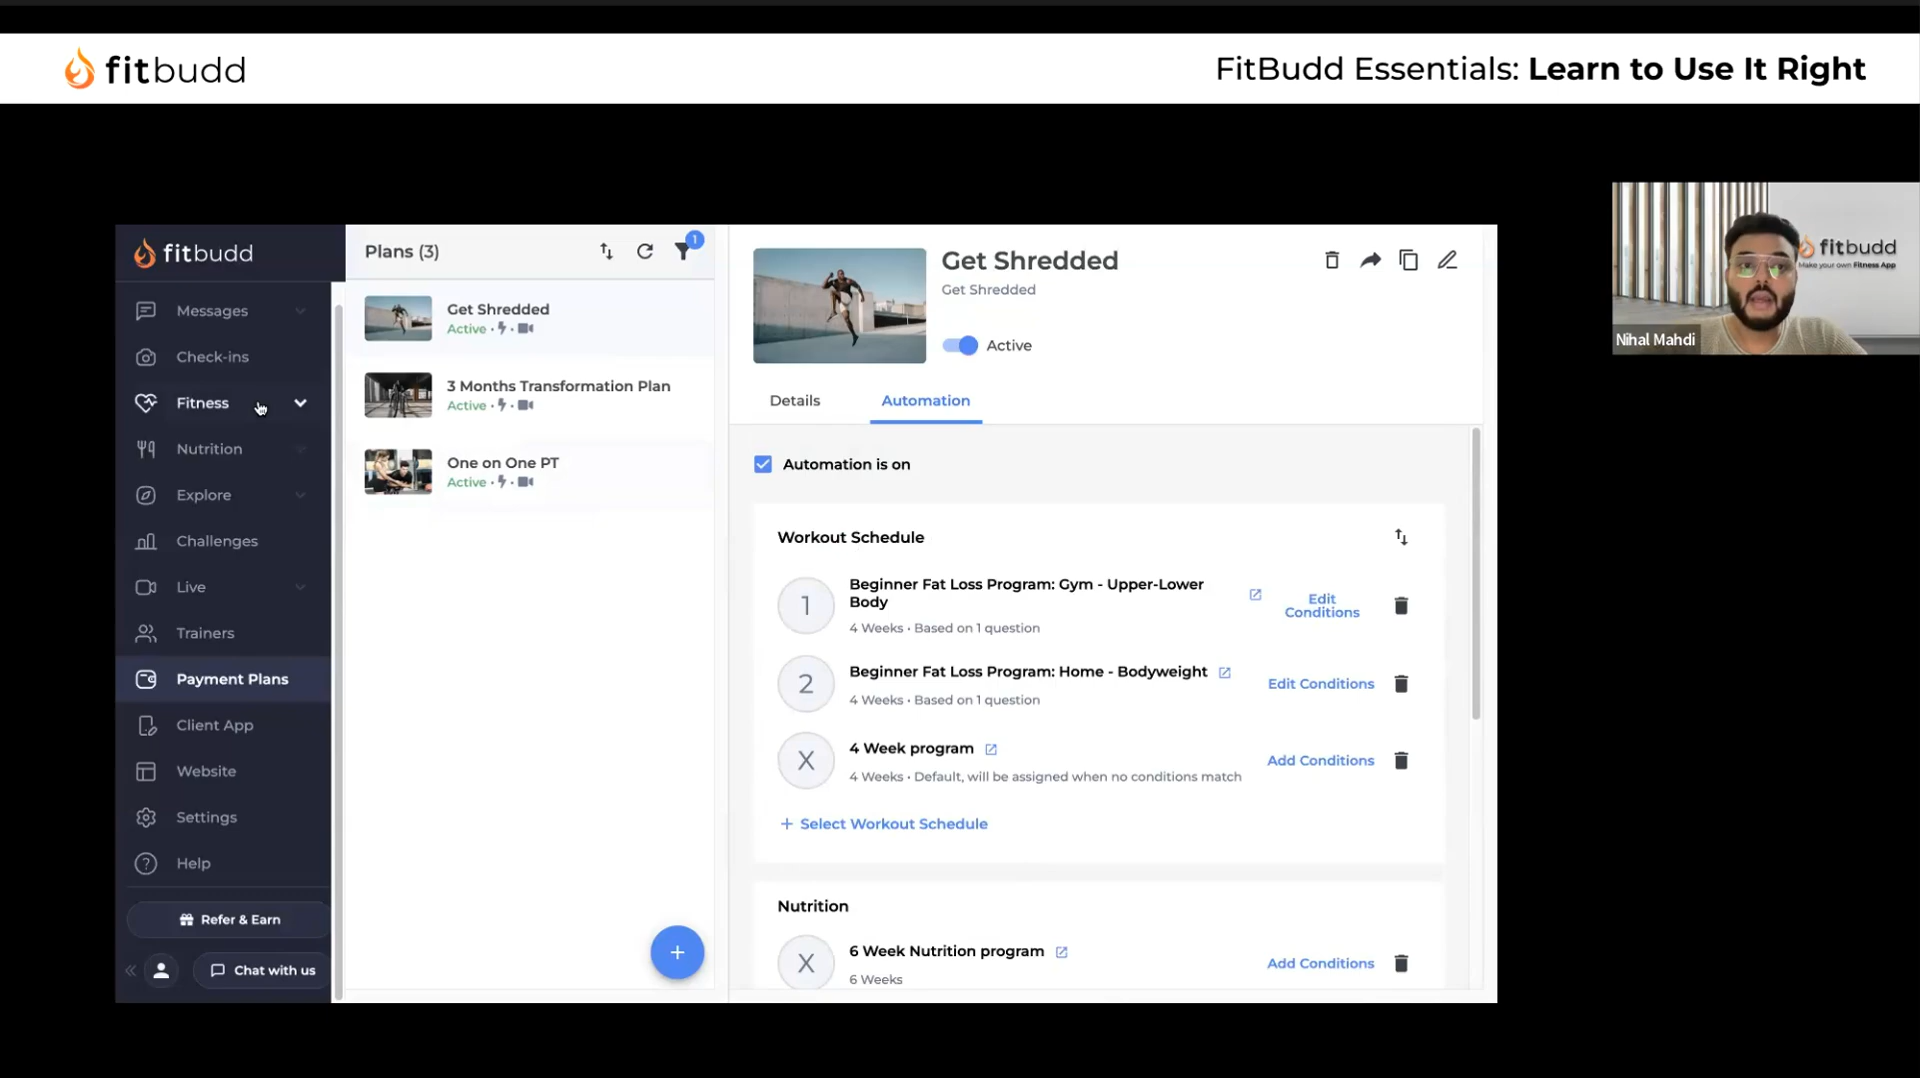 fitbudd
FitBudd Essentials: Learn to Use It Right
fitbudd
Messages
Check-ins
Fitness
Nutrition
Explore
Challenges
Live
Trainers
Payment Plans
Client App
Website
Settings
Help
Refer & Earn
Chat with us
Plans (3)
1
Get Shredded
Active
3 Months Transformation Plan
Active
One on One PT
Active
Get Shredded
Get Shredded
Active
Details
Automation
Automation is on
Workout Schedule
1
Beginner Fat Loss Program: Gym - Upper-Lower
Body
4 Weeks • Based on 1 question
Edit
Conditions
2
Beginner Fat Loss Program: Home - Bodyweight
4 Weeks • Based on 1 question
Edit Conditions
X
4 Week program
4 Weeks • Default, will be assigned when no conditions match
Add Conditions
+ Select Workout Schedule
Nutrition
X
6 Week Nutrition program
6 Weeks
Add Conditions
fitbudd
Make your own Fitness App
Nihal Mahdi